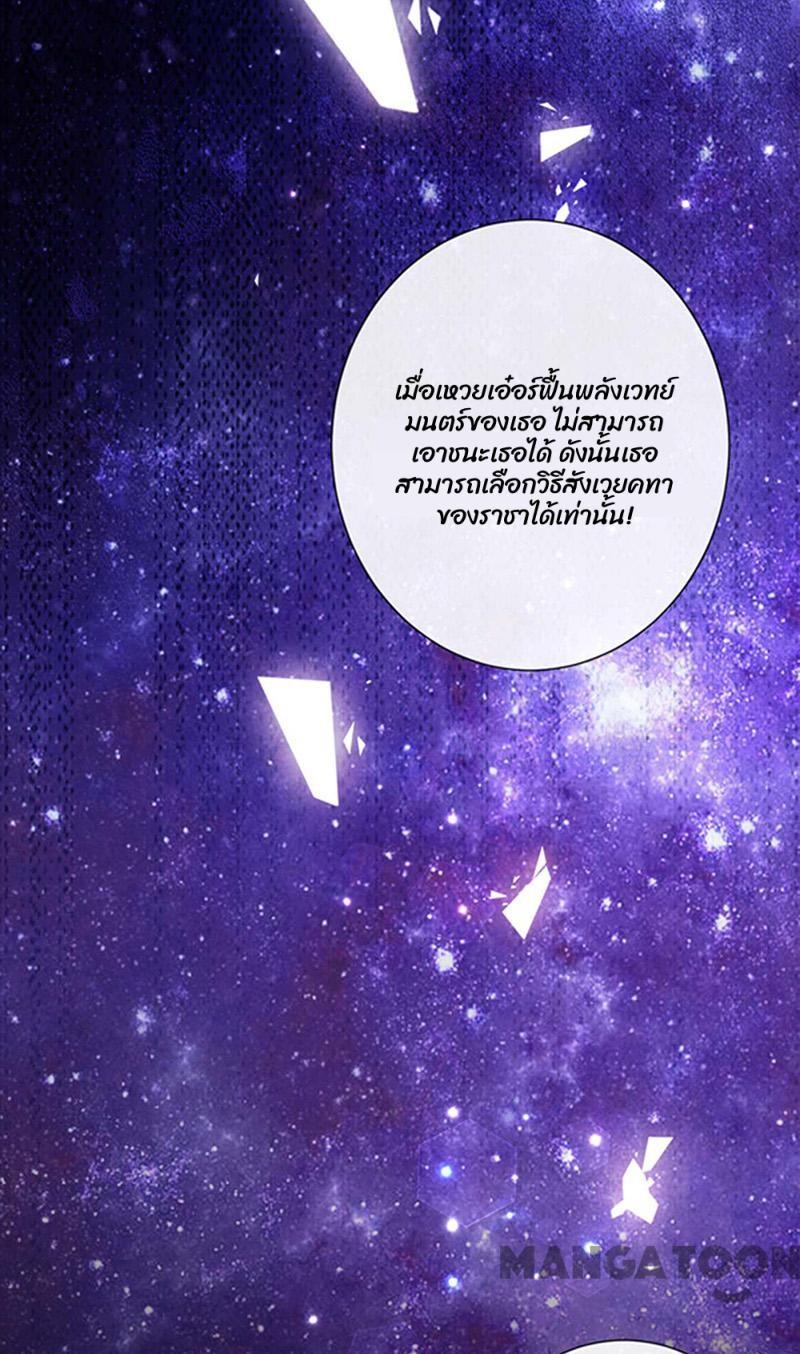 เมื่อเหวยเอ๋อร์ฟื้นพลังเวทย์
มนตร์ของเธอ ไม่สามารถ
เอาชนะเธอได้ ดังนั้นเธอ
สามารถเลือกวิธีสังเวยคทา
ของราชาได้เท่านั้น!
MANGATOON